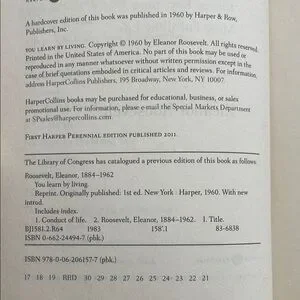 A hardcover edition of this book was published in 1960 by Harper & Row,
Publishers, Inc.
YOU LEARN BY LIVING. Copyright © 1960 by Eleanor Roosevelt. All rights reserved.
Printed in the United States of America. No part of this book may be used or
reproduced in any manner whatsoever without written permission except in the
case of brief quotations embodied in critical articles and reviews. For information,
address HarperCollins Publishers, 195 Broadway, New York, NY 10007
HarperCollins books may be purchased for educational, business, or sales
promotional use. For information, please e-mail the Special Markets Department
at SPsales@harpercollins.com.
FIRST HARPER PERENNIAL EDITION PUBLISHED 2011.
The Library of Congress has catalogued a previous edition of this book as follows:
Roosevelt, Eleanor, 1884–1962
You learn by living.
Reprint. Originally published: 1st ed. New York : Harper, 1960. With new
introd.
Includes index.
1. Conduct of life. 2. Roosevelt, Eleanor, 1884–1962. I. Title.
BJ1581.2.R64 1983 158'.1 83-6838
ISBN 0-662-24494-7 (pbk.)
ISBN 978-0-06-206157-7 (pbk.)
17 18 19 RRD 30 29 28 27 26 25 24 23 22 21